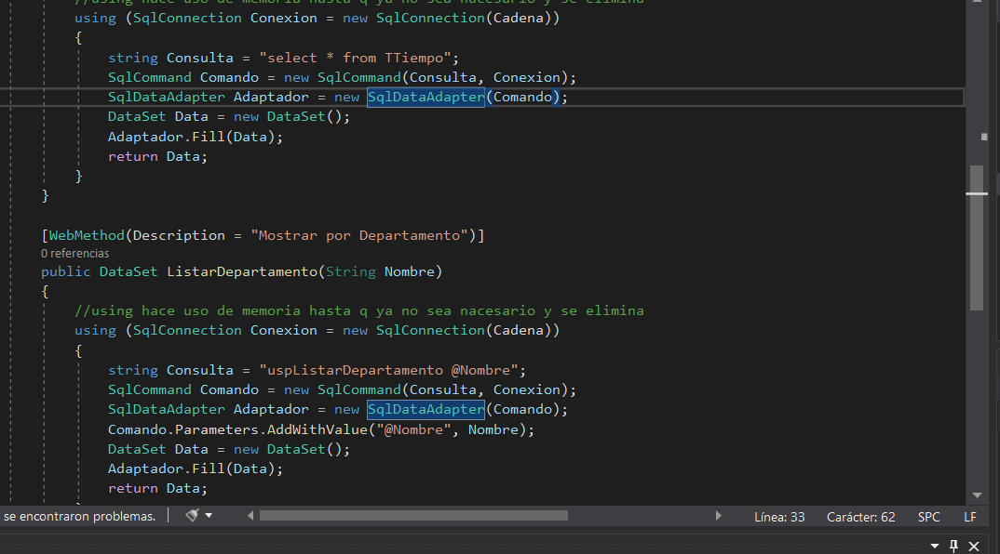 //using hace uso de memoria hasta q ya no sea nacesario y se elimina
using (SqlConnection Conexion = new SqlConnection(Cadena))
{
string Consulta = "select * from TTiempo";
SqlCommand Comando = new SqlCommand(Consulta, Conexion);
SqlDataAdapter Adaptador = new SqlDataAdapter(Comando);
DataSet Data = new DataSet();
Adaptador.Fill(Data);
return Data;
}
}
[WebMethod(Description = "Mostrar por Departamento")]
0 referencias
public DataSet ListarDepartamento(String Nombre)
{
//using hace uso de memoria hasta q ya no sea nacesario y se elimina
using (SqlConnection Conexion = new SqlConnection(Cadena))
{
string Consulta = "uspListarDepartamento @Nombre";
SqlCommand Comando = new SqlCommand(Consulta, Conexion);
SqlDataAdapter Adaptador = new SqlDataAdapter(Comando);
Comando.Parameters.AddWithValue("@Nombre", Nombre);
DataSet Data = new DataSet();
Adaptador.Fill(Data);
return Data;
se encontraron problemas. Línea: 33 Carácter: 62 SPC LF